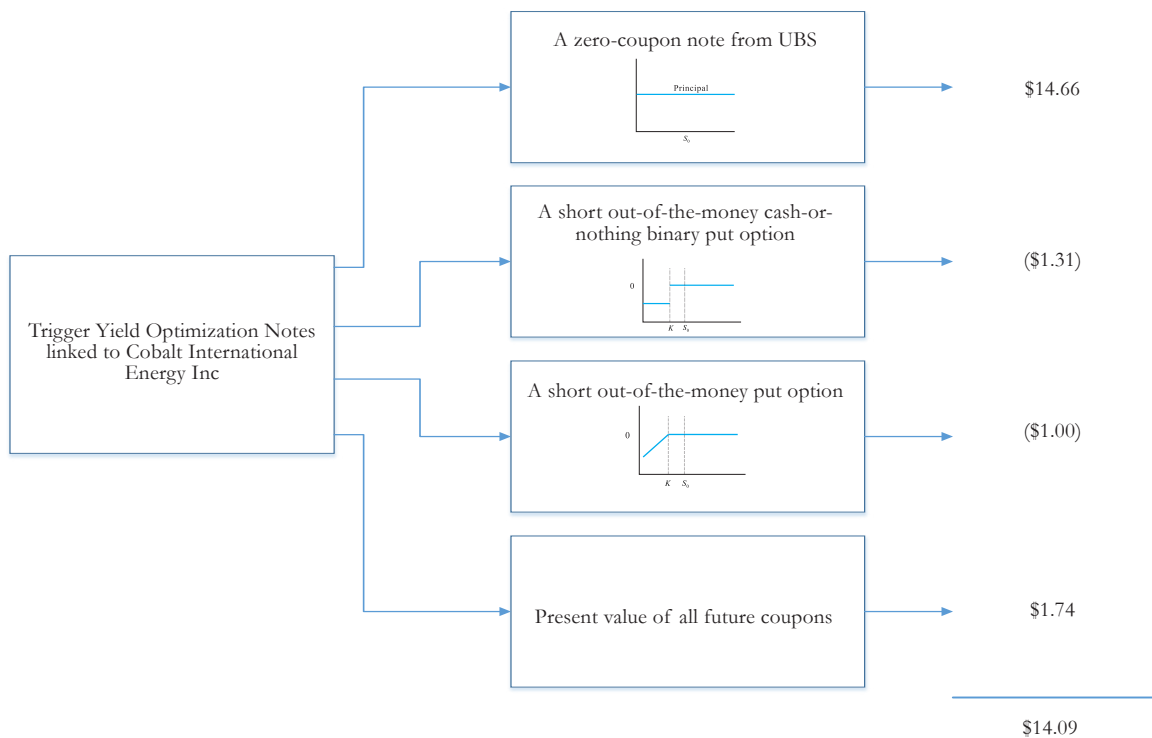 A zero-coupon note from UBS
Principal
S0
$14.66
A short out-of-the-money cash-or-
nothing binary put option
0
K S0
($1.31)
Trigger Yield Optimization Notes
linked to Cobalt International
Energy Inc
A short out-of-the-money put option
0
K S0
($1.00)
Present value of all future coupons
$1.74
$14.09